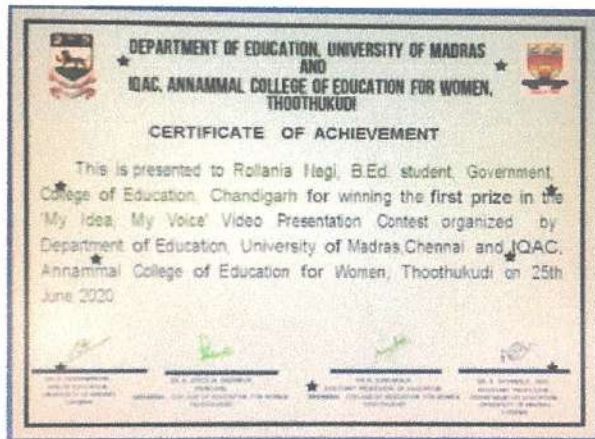 DEPARTMENT OF EDUCATION, UNIVERSITY OF MADRAS
AND
IQAC, ANNAMMAL COLLEGE OF EDUCATION FOR WOMEN,
THOOTHUKUDI
CERTIFICATE OF ACHIEVEMENT
This is presented to Rollania Negi, B.Ed. student, Government
College of Education, Chandigarh for winning the first prize in the
'My Idea, My Voice' Video Presentation Contest organized by
Department of Education, University of Madras,Chennai and IQAC,
Annammal College of Education for Women, Thoothukudi on 25th
June, 2020